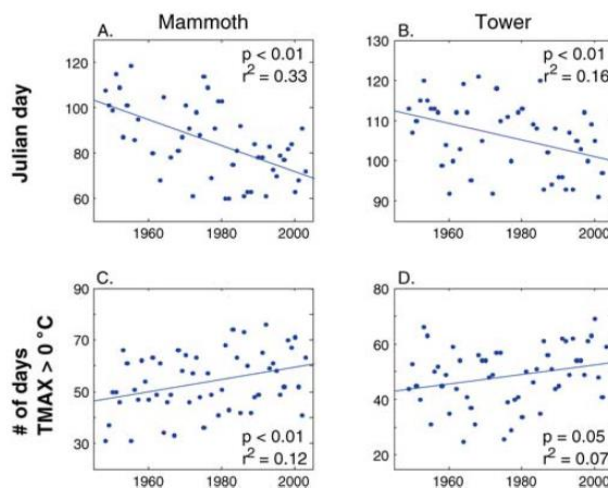 Mammoth
Tower
A.
p < 0.01
r² = 0.33
B.
p < 0.01
r² = 0.16
Julian day
120
100
80
60
1960
1980
2000
130
120
110
100
90
1960
1980
2000
C.
p < 0.01
r² = 0.12
D.
p = 0.05
r² = 0.07
# of days
TMAX > 0 °C
90
70
50
30
1960
1980
2000
80
60
40
20
1960
1980
2000